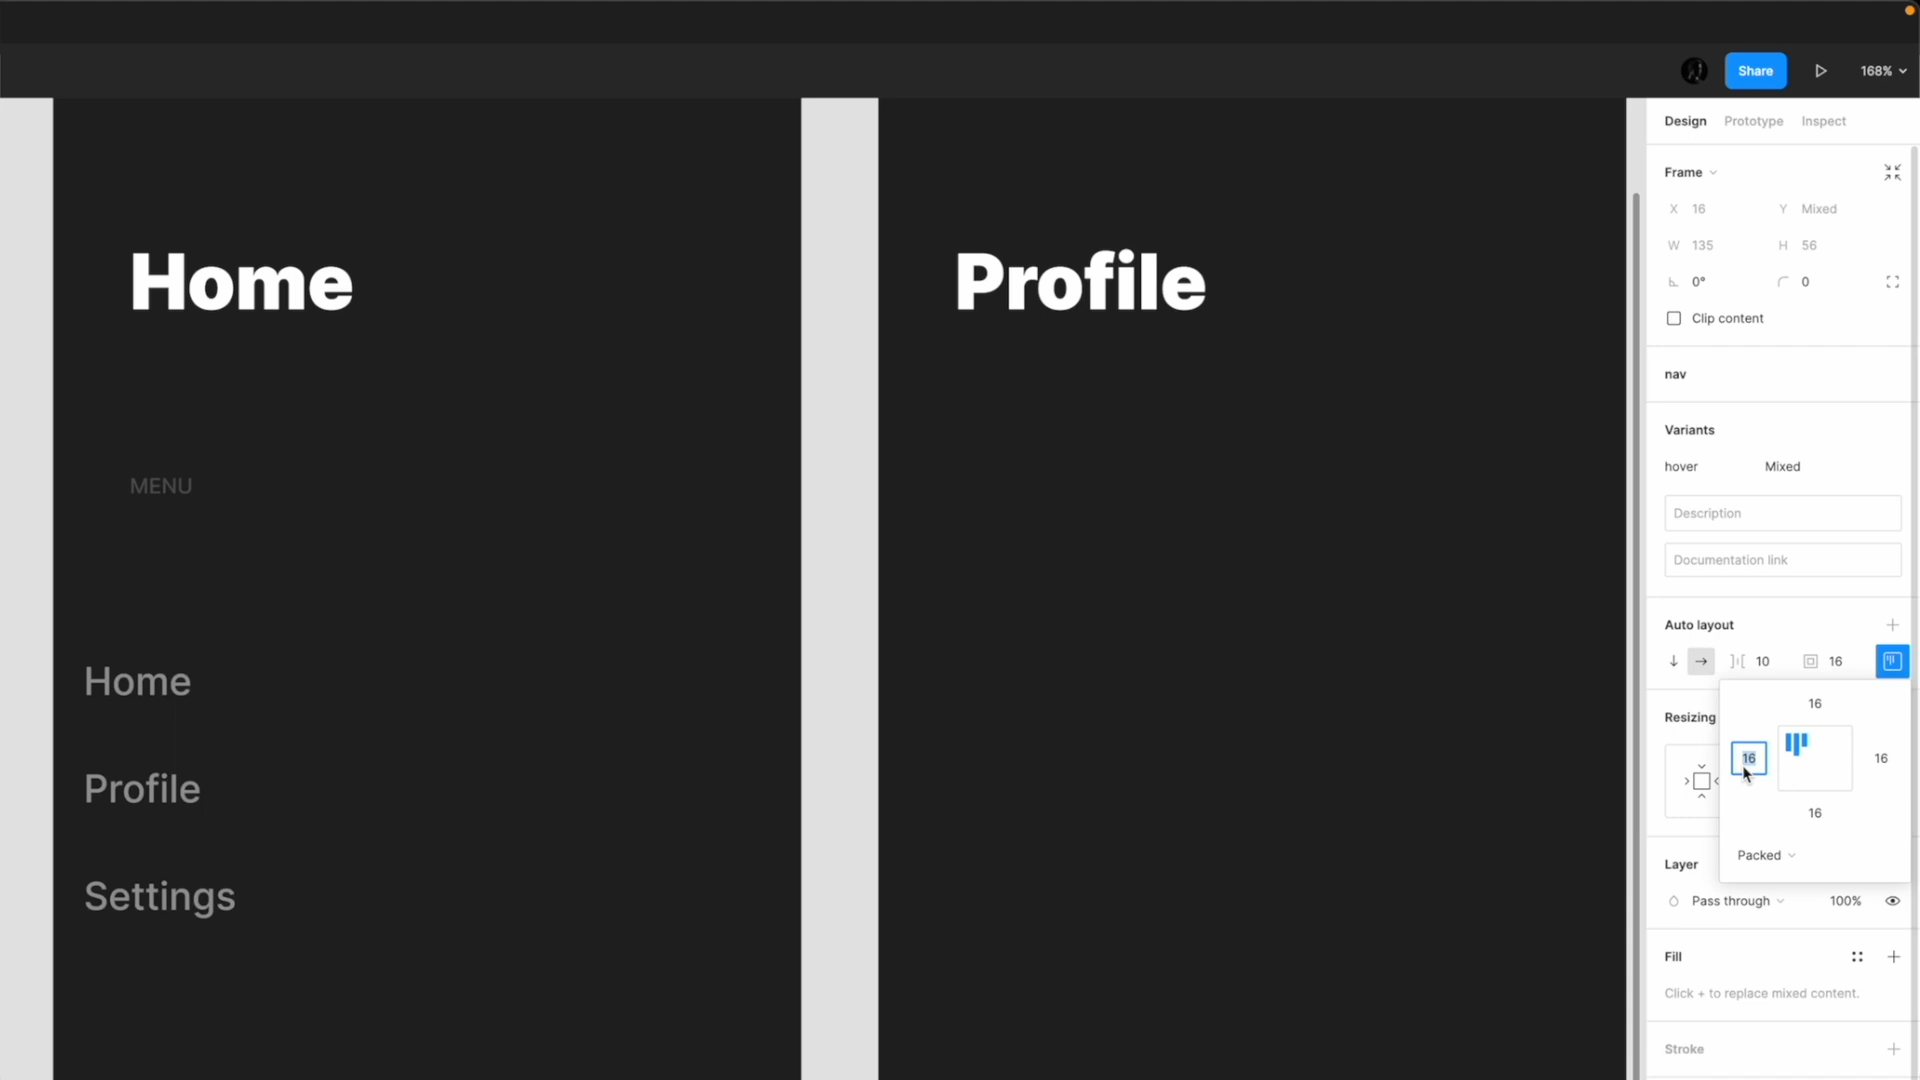 Share
168%
Home
MENU
Home
Profile
Settings
Profile
Design Prototype Inspect
Frame
X 16 Y Mixed
W 135 H 56
0° 0
Clip content
nav
Variants
hover Mixed
Description
Documentation link
Auto layout
10 16
16
Resizing
16 16
16
Packed
Layer
Pass through 100%
Fill
Click + to replace mixed content.
Stroke